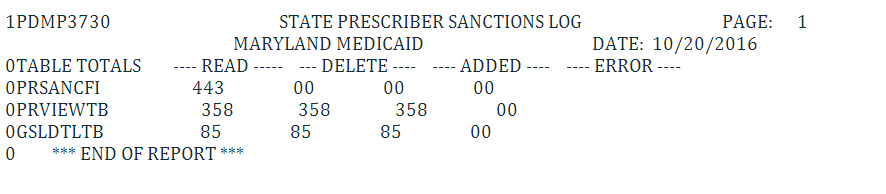 1PDMP3730 STATE PRESCRIBER SANCTIONS LOG PAGE: 1
MARYLAND MEDICAID DATE: 10/20/2016
0TABLE TOTALS ---- READ ----- --- DELETE ---- ---- ADDED ---- ---- ERROR ----
0PRSANCFI 443 00 00 00
0PRVIEWTB 358 358 358 00
0GSLDTLTB 85 85 85 00
0 *** END OF REPORT ***